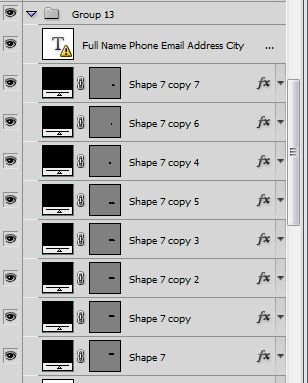 Group 13
T Full Name Phone Email Address City ...
Shape 7 copy 7 fx
Shape 7 copy 6 fx
Shape 7 copy 4 fx
Shape 7 copy 5 fx
Shape 7 copy 3 fx
Shape 7 copy 2 fx
Shape 7 copy fx
Shape 7 fx